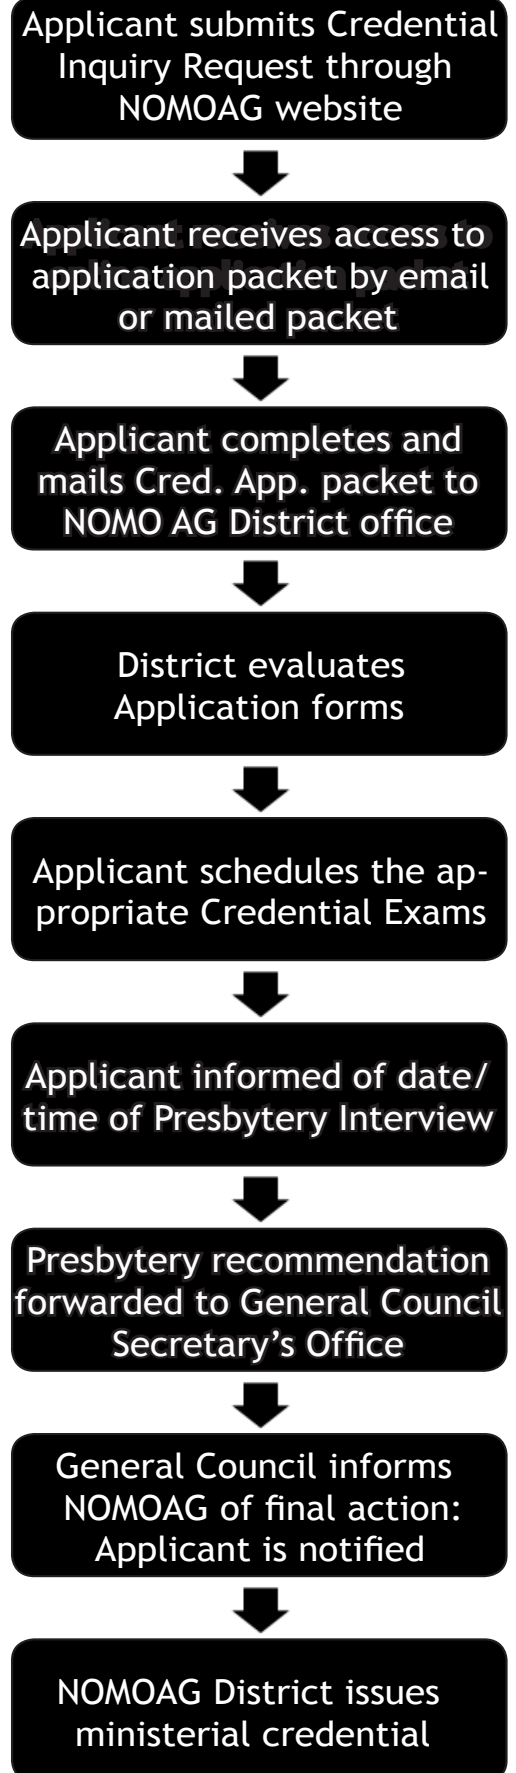 Applicant submits Credential
Inquiry Request through
NOMOAG website
Applicant receives access to
application packet by email
or mailed packet
Applicant completes and
mails Cred. App. packet to
NOMO AG District office
District evaluates
Application forms
Applicant schedules the ap-
propriate Credential Exams
Applicant informed of date/
time of Presbytery Interview
Presbytery recommendation
forwarded to General Council
Secretary’s Office
General Council informs
NOMOAG of final action:
Applicant is notified
NOMOAG District issues
ministerial credential